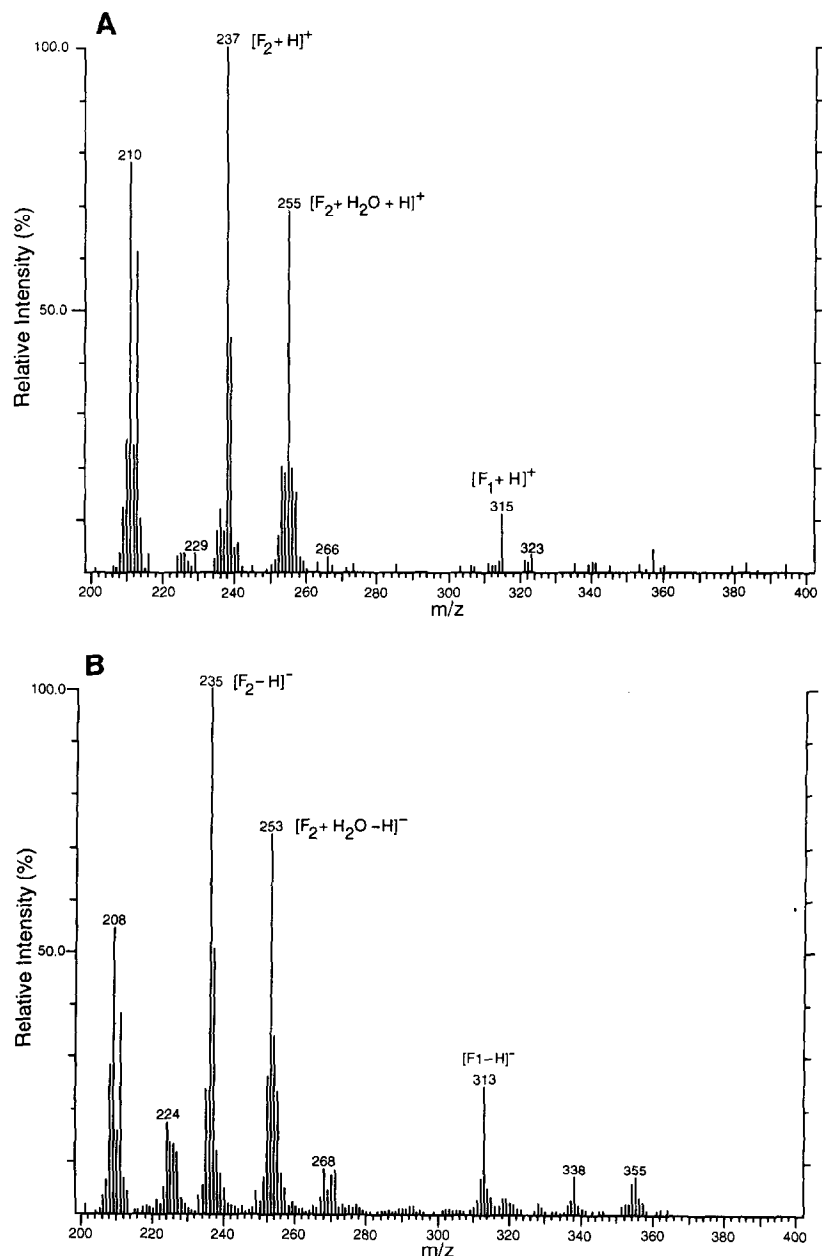 A
100.0
237 [F2+H]+
210
255 [F2+ H2O + H]+
50.0
[F1+ H]+
315
229
266
323
200 220 240 260 280 300 320 340 360 380 400
m/z
Relative Intensity (%)
B
100.0
235 [F2−H]−
253 [F2+ H2O −H]−
208
50.0
[F1−H]−
313
224
268
338
355
200 220 240 260 280 300 320 340 360 380 400
m/z
Relative Intensity (%)